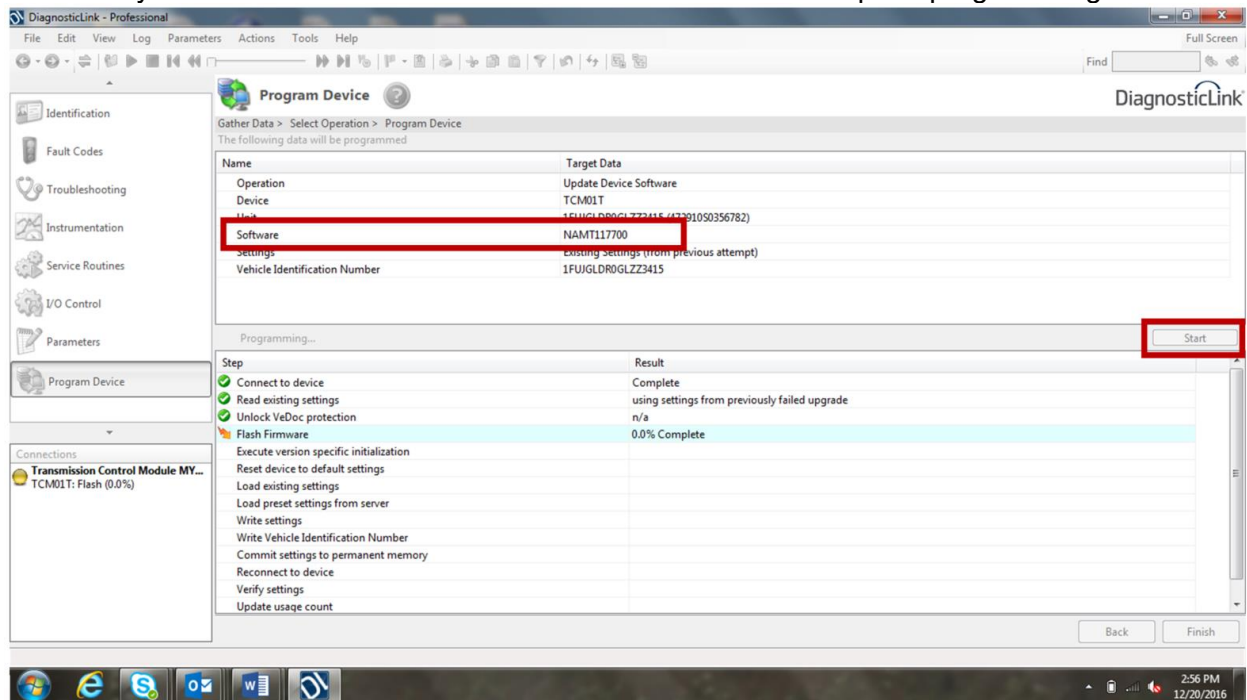 DiagnosticLink - Professional
File Edit View Log Parameters Actions Tools Help Full Screen
Find
Program Device
DiagnosticLink
Gather Data > Select Operation > Program Device
The following data will be programmed
Name Target Data
Operation Update Device Software
Device TCM01T
Unit 1FUJGLDR0GLZZ3415 (472910S0356782)
Software NAMT117700
Settings Existing Settings (from previous attempt)
Vehicle Identification Number 1FUJGLDR0GLZZ3415
Programming... Start
Step Result
Connect to device Complete
Read existing settings using settings from previously failed upgrade
Unlock VeDoc protection n/a
Flash Firmware 0.0% Complete
Execute version specific initialization
Reset device to default settings
Load existing settings
Load preset settings from server
Write settings
Write Vehicle Identification Number
Commit settings to permanent memory
Reconnect to device
Verify settings
Update usage count
Back Finish
Identification
Fault Codes
Troubleshooting
Instrumentation
Service Routines
I/O Control
Parameters
Program Device
Connections
Transmission Control Module MY...
TCM01T: Flash (0.0%)
2:56 PM
12/20/2016